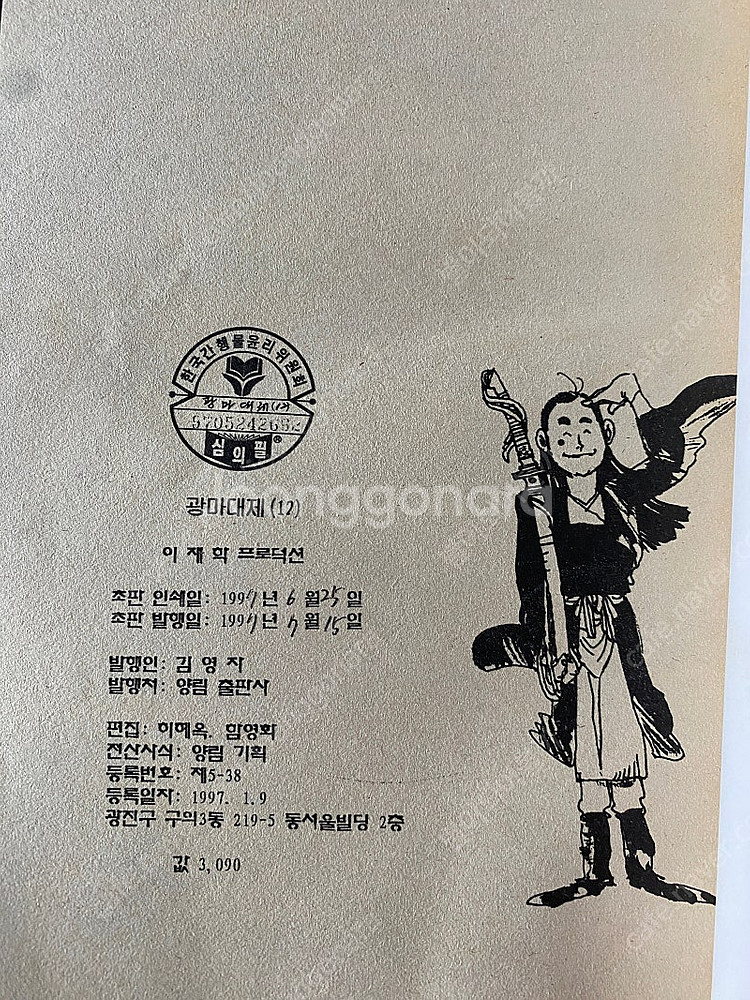 한국간행물윤리위원회
광마대제(12)
9705242652
심의필®
광마대제(12)
이재학 프로덕션
초판 인쇄일: 1997년 6월 25일
초판 발행일: 1997년 7월 15일
발행인: 김영자
발행처: 양림 출판사
편집: 이혜옥, 함영화
전산사식: 양림 기획
등록번호: 제5-38
등록일자: 1997. 1. 9
광진구 구의3동 219-5 동서울빌딩 2층
값 3,090
joonggonara